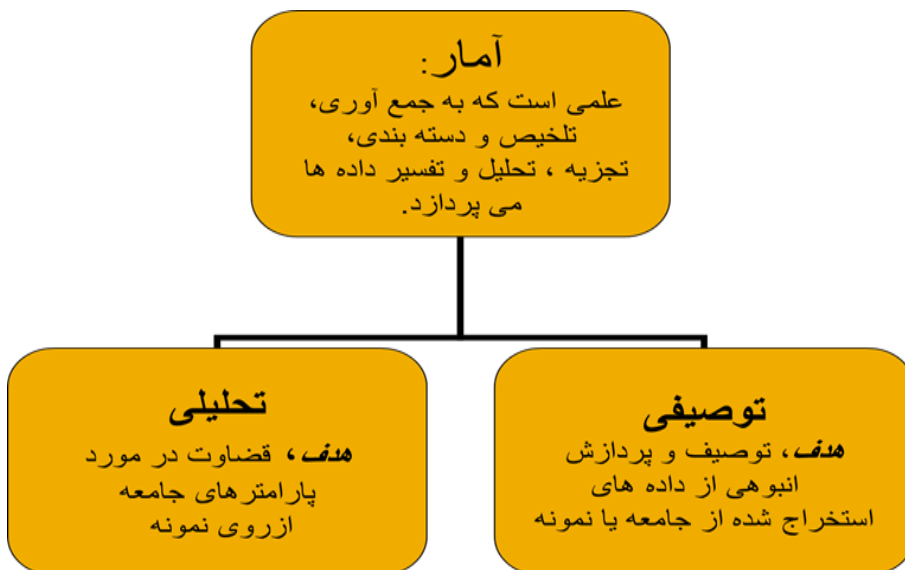 آمار:
علمی است که به جمع آوری،
تلخیص و دسته بندی،
تجزیه ، تحلیل و تفسیر داده ها
می پردازد.
توصیفی
هدف، توصیف و پردازش
انبوهی از داده های
استخراج شده از جامعه یا نمونه
تحلیلی
هدف، قضاوت در مورد
پارامترهای جامعه
ازروی نمونه